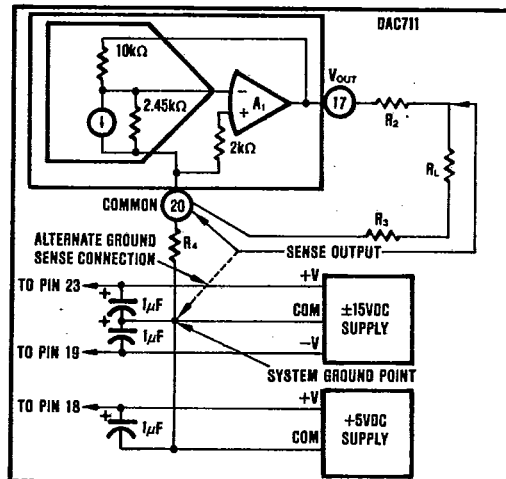 DAC711
10kΩ
2.45kΩ
I
−
A1
+
2kΩ
VOUT
17
R2
RL
R3
COMMON
20
R4
ALTERNATE GROUND
SENSE CONNECTION
SENSE OUTPUT
TO PIN 23
+
1µF
+V
COM
±15VDC
SUPPLY
+
1µF
−V
TO PIN 19
SYSTEM GROUND POINT
TO PIN 18
+
1µF
+V
COM
+5VDC
SUPPLY